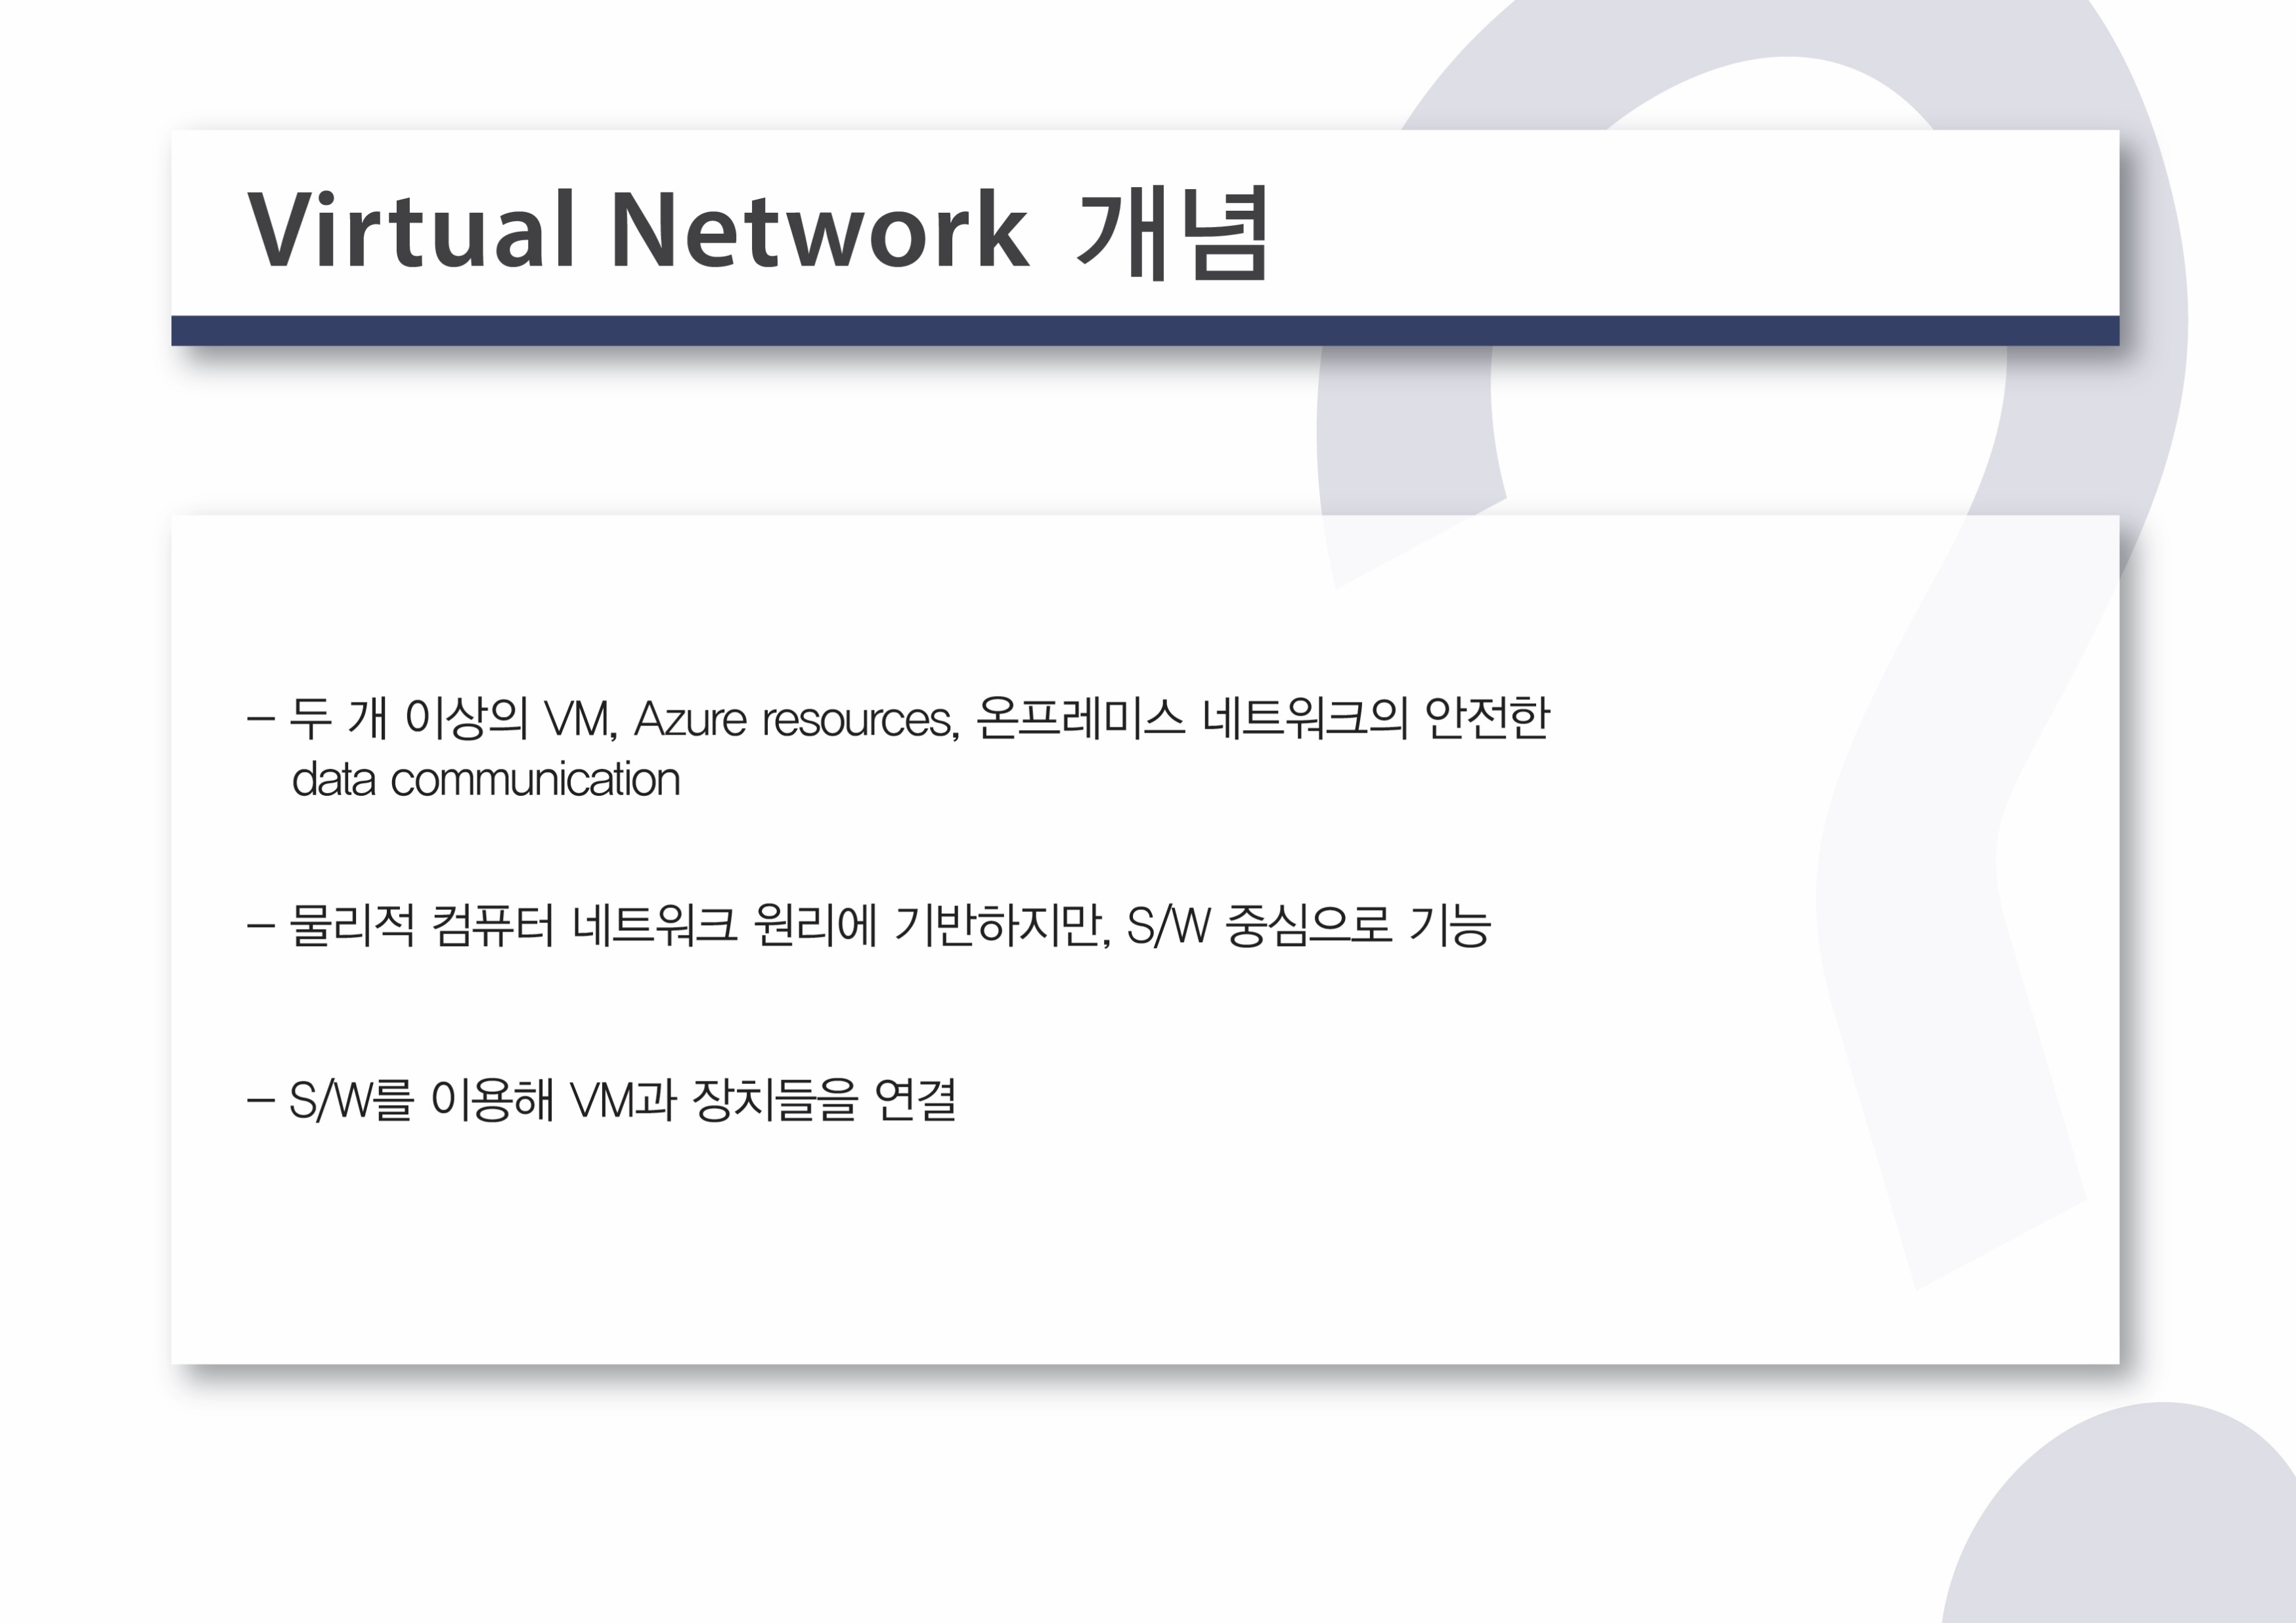 Virtual Network 개념
– 두 개 이상의 VM, Azure resources, 온프레미스 네트워크의 안전한
data communication
– 물리적 컴퓨터 네트워크 원리에 기반하지만, S/W 중심으로 기능
– S/W를 이용해 VM과 장치들을 연결